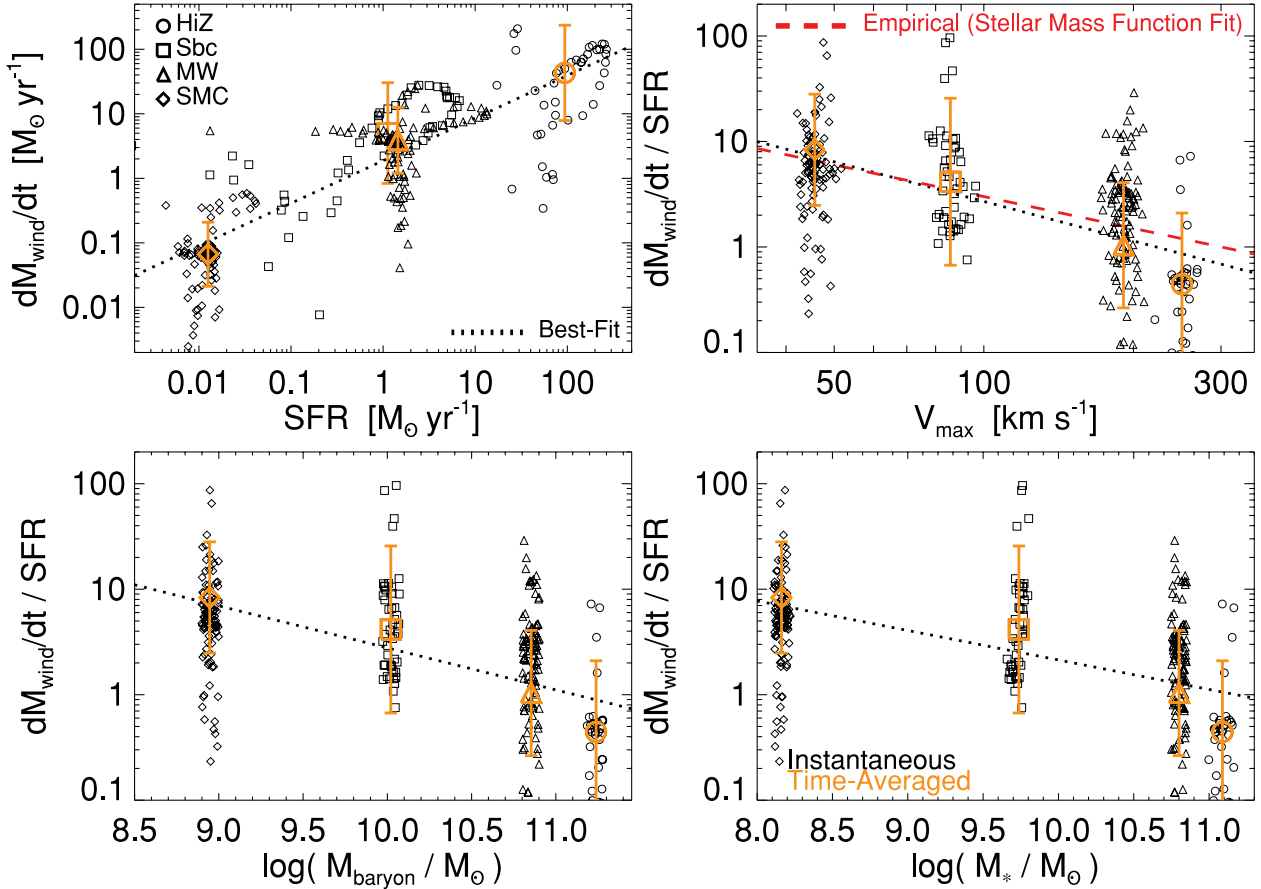 HiZ
Sbc
MW
SMC
100
10
1
0.1
0.01
dM_wind/dt [M_⊙ yr⁻¹]
Best-Fit
0.01 0.1 1 10 100
SFR [M_⊙ yr⁻¹]
Empirical (Stellar Mass Function Fit)
100
10
1
0.1
dM_wind/dt / SFR
50 100 300
V_max [km s⁻¹]
100
10
1
0.1
dM_wind/dt / SFR
8.5 9.0 9.5 10.0 10.5 11.0
log( M_baryon / M_⊙ )
100
10
1
0.1
dM_wind/dt / SFR
Instantaneous
Time-Averaged
8.0 8.5 9.0 9.5 10.0 10.5 11.0
log( M_* / M_⊙ )